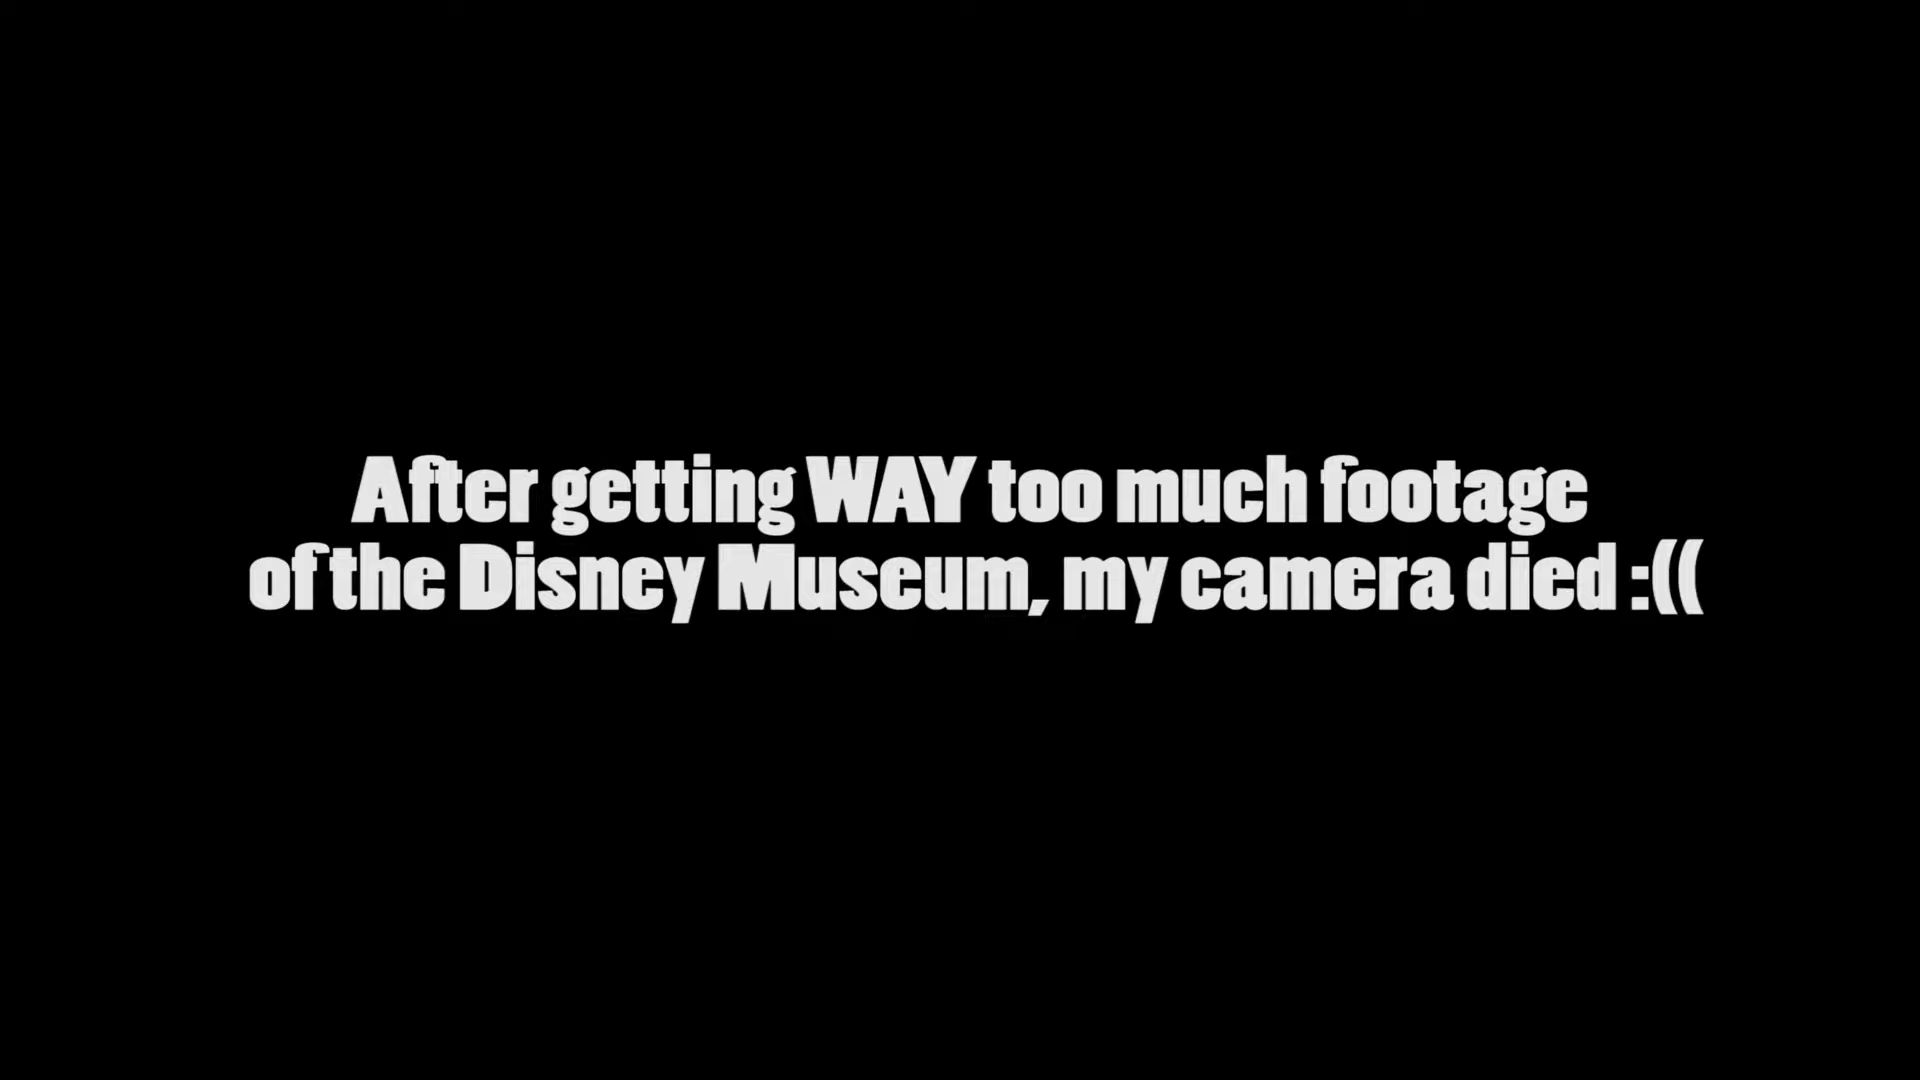 After getting WAY too much footage
of the Disney Museum, my camera died :((